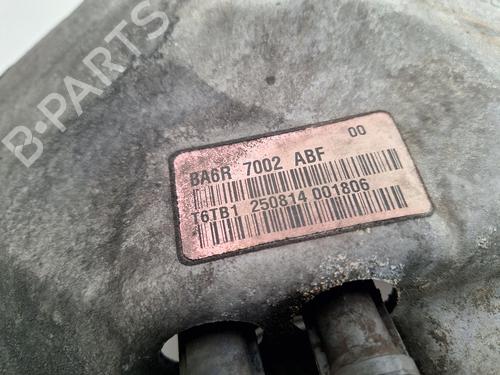 B-PARTS
00
BA6R 7002 ABF
T6TB1 250814 001806